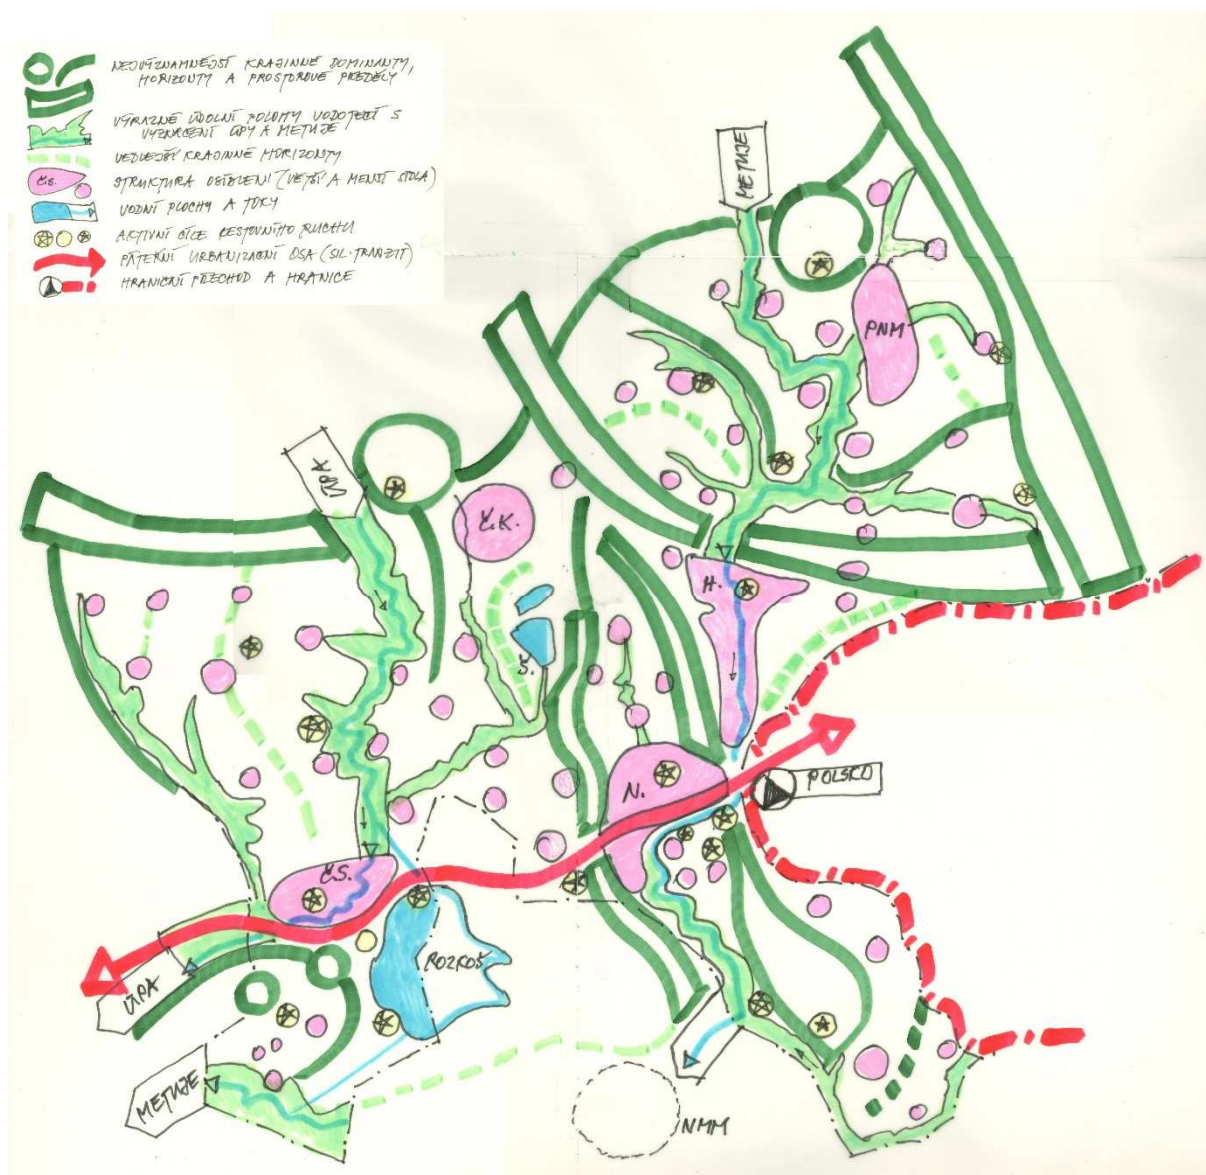 NEJVÝZNAMNĚJŠÍ KRAJINNÉ DOMINANTY,
HORIZONTY A PROSTOROVÉ PŘEDĚLY
VÝRAZNÉ ÚDOLNÍ POLOHY VODOTEČÍ S
VYZNAČENÍ ÚPY A METUJE
VEDLEJŠÍ KRAJINNÉ HORIZONTY
Č.S.
STRUKTURA OSÍDLENÍ (VĚTŠÍ A MENŠÍ SÍDLA)
VODNÍ PLOCHY A TOKY
AKTIVNÍ CÍLE CESTOVNÍHO RUCHU
PÁTEŘNÍ URBANIZAČNÍ OSA (SIL. TRANZIT)
HRANIČNÍ PŘECHOD A HRANICE
METUJE
PNM
ÚPA
Č.K.
H.
Š.
N.
POLSKO
Č.S.
ROZKOŠ
ÚPA
METUJE
NMM